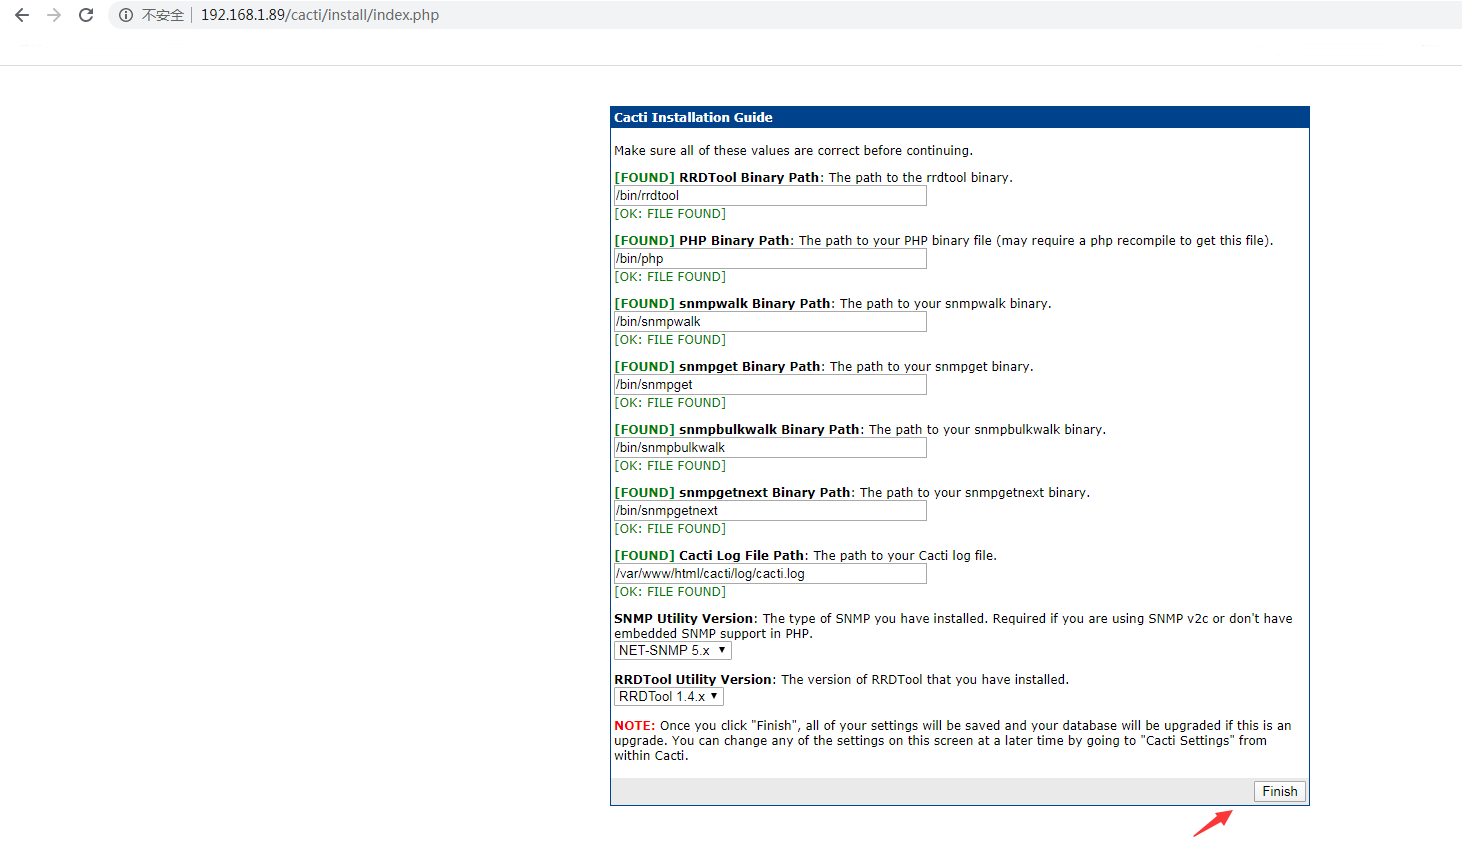 不安全 192.168.1.89/cacti/install/index.php
Cacti Installation Guide
Make sure all of these values are correct before continuing.
[FOUND] RRDTool Binary Path: The path to the rrdtool binary.
/bin/rrdtool
[OK: FILE FOUND]
[FOUND] PHP Binary Path: The path to your PHP binary file (may require a php recompile to get this file).
/bin/php
[OK: FILE FOUND]
[FOUND] snmpwalk Binary Path: The path to your snmpwalk binary.
/bin/snmpwalk
[OK: FILE FOUND]
[FOUND] snmpget Binary Path: The path to your snmpget binary.
/bin/snmpget
[OK: FILE FOUND]
[FOUND] snmpbulkwalk Binary Path: The path to your snmpbulkwalk binary.
/bin/snmpbulkwalk
[OK: FILE FOUND]
[FOUND] snmpgetnext Binary Path: The path to your snmpgetnext binary.
/bin/snmpgetnext
[OK: FILE FOUND]
[FOUND] Cacti Log File Path: The path to your Cacti log file.
/var/www/html/cacti/log/cacti.log
[OK: FILE FOUND]
SNMP Utility Version: The type of SNMP you have installed. Required if you are using SNMP v2c or don't have
embedded SNMP support in PHP.
NET-SNMP 5.x
RRDTool Utility Version: The version of RRDTool that you have installed.
RRDTool 1.4.x
NOTE: Once you click "Finish", all of your settings will be saved and your database will be upgraded if this is an
upgrade. You can change any of the settings on this screen at a later time by going to "Cacti Settings" from
within Cacti.
Finish